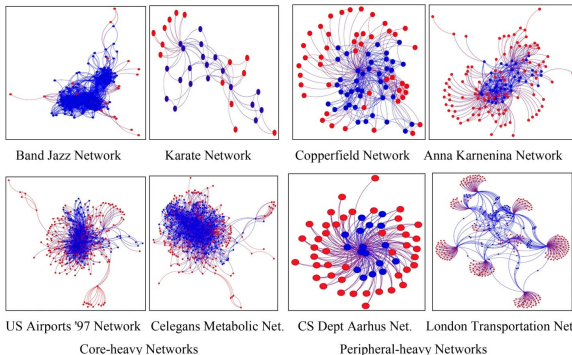 Band Jazz Network Karate Network Copperfield Network Anna Karnenina Network
US Airports '97 Network Celegans Metabolic Net. CS Dept Aarhus Net. London Transportation Net
Core-heavy Networks Peripheral-heavy Networks